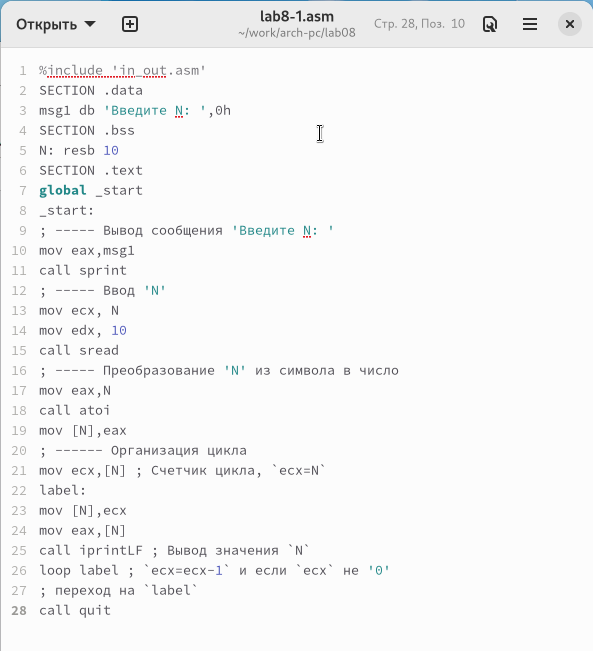 Открыть
lab8-1.asm
~/work/arch-pc/lab08
Стр. 28, Поз. 10
1 %include 'in_out.asm'
2 SECTION .data
3 msg1 db 'Введите N: ',0h
4 SECTION .bss
5 N: resb 10
6 SECTION .text
7 global _start
8 _start:
9 ; ----- Вывод сообщения 'Введите N: '
10 mov eax,msg1
11 call sprint
12 ; ----- Ввод 'N'
13 mov ecx, N
14 mov edx, 10
15 call sread
16 ; ----- Преобразование 'N' из символа в число
17 mov eax,N
18 call atoi
19 mov [N],eax
20 ; ------ Организация цикла
21 mov ecx,[N] ; Счетчик цикла, `ecx=N`
22 label:
23 mov [N],ecx
24 mov eax,[N]
25 call iprintLF ; Вывод значения `N`
26 loop label ; `ecx=ecx-1` и если `ecx` не '0'
27 ; переход на `label`
28 call quit